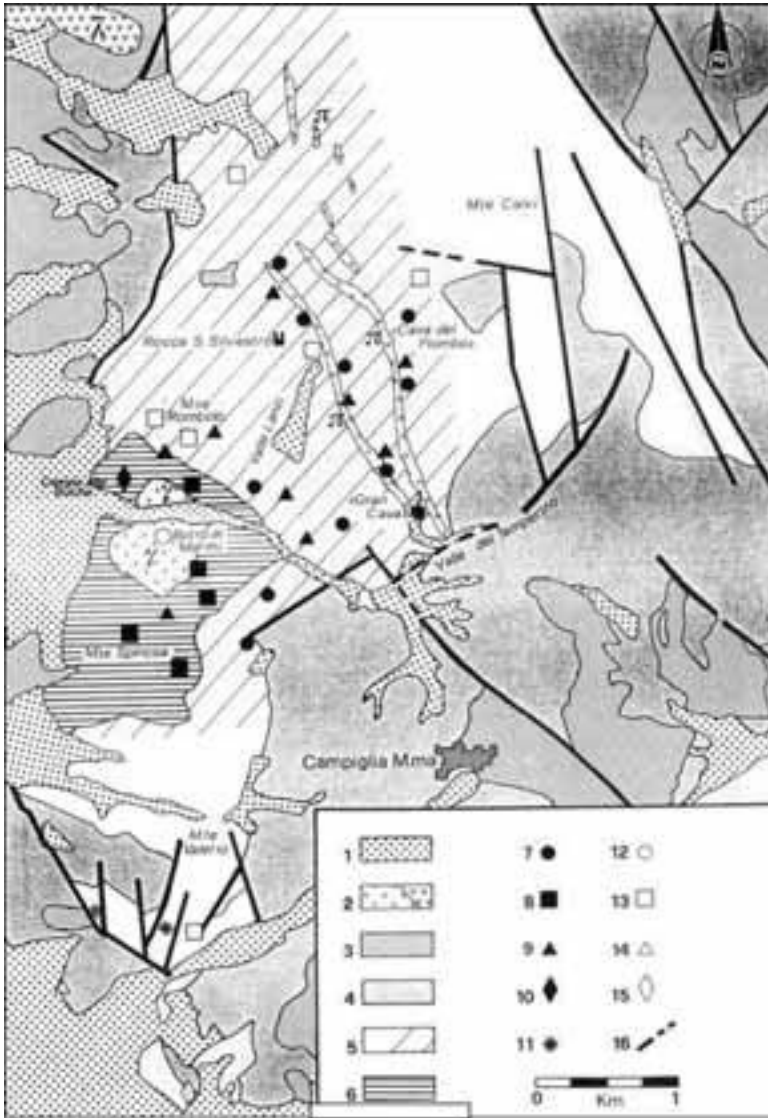 N
Mte Calvi
Rocca S. Silvestro
Cava del
Piombo
Mte
Rombolo
Valle Lanzi
Gran
Cava
Valle dei
Mte Spinosa
Campiglia M.ma
Mte
Valerio
1
2
3
4
5
6
7
8
9
10
11
12
13
14
15
16
0
Km
1